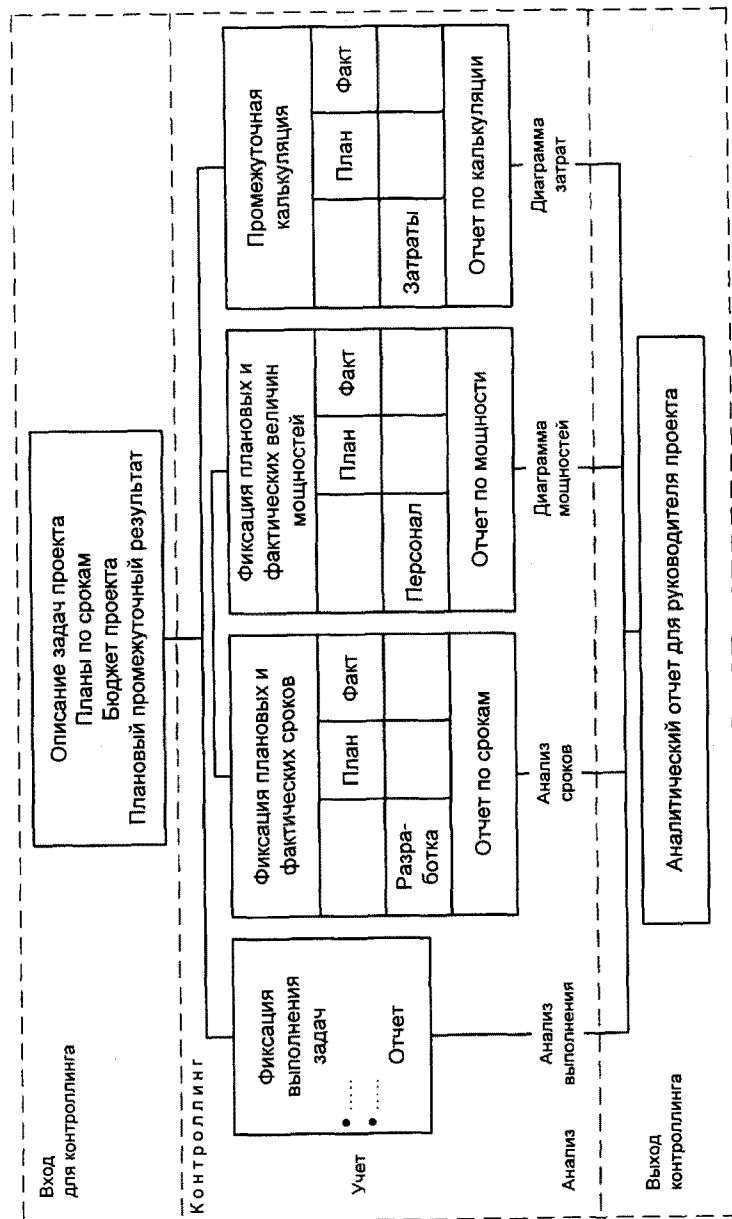 Вход
для контроллинга
Описание задач проекта
Планы по срокам
Бюджет проекта
Плановый промежуточный результат
Контроллинг
Учет
Фиксация
выполнения
задач
• .....
• ..... Отчет
Фиксация плановых и
фактических сроков
План Факт
Разра-
ботка
Отчет по срокам
Фиксация плановых и
фактических величин
мощностей
План Факт
Персонал
Отчет по мощности
Промежуточная
калькуляция
План Факт
Затраты
Отчет по калькуляции
Анализ
Анализ
выполнения
Анализ
сроков
Диаграмма
мощностей
Диаграмма
затрат
Выход
контроллинга
Аналитический отчет для руководителя проекта